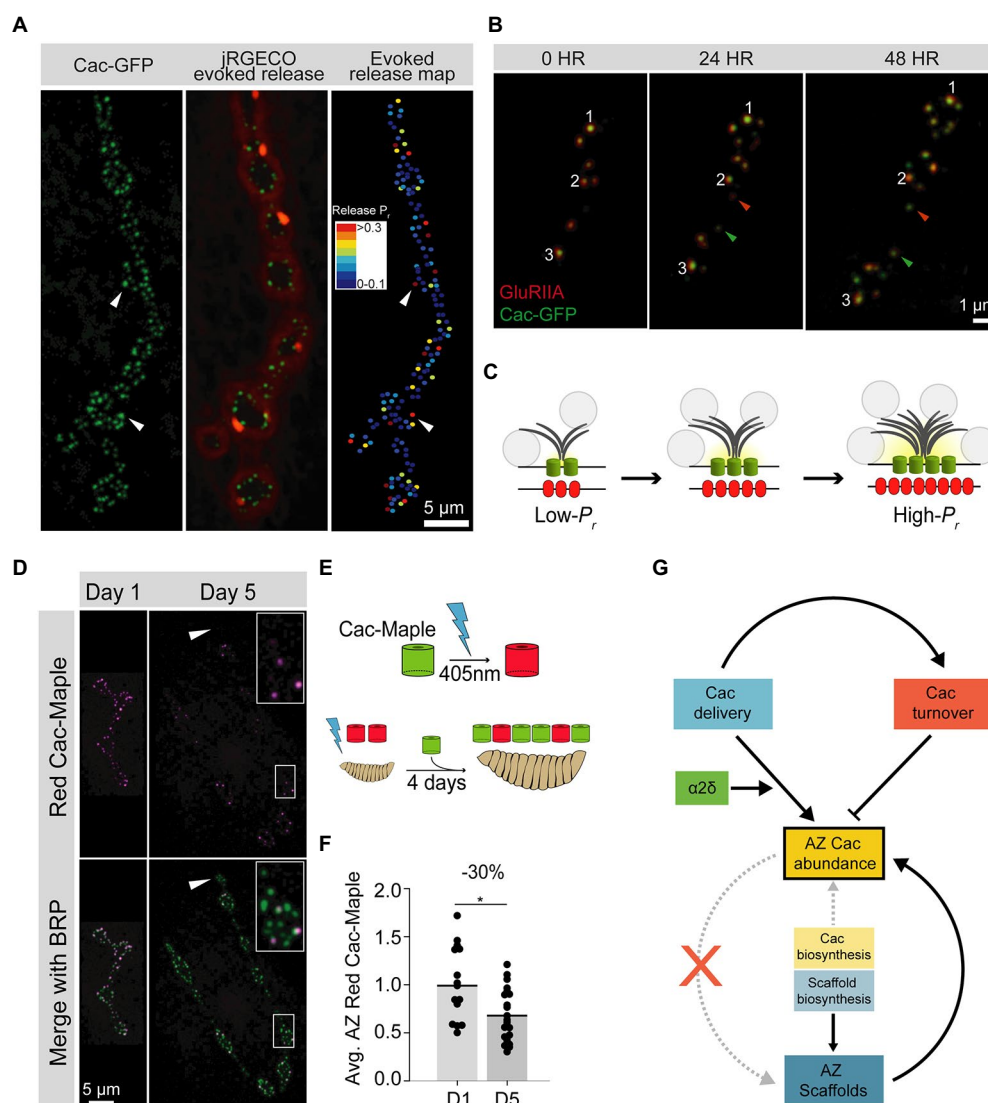 A
Cac-GFP
jRGECO
evoked release
Evoked
release map
Release Pr
>0.3
0-0.1
5 µm
B
0 HR
24 HR
48 HR
1
2
3
GluRIIA
Cac-GFP
1
2
3
1
2
3
1 µm
C
Low-Pr
High-Pr
D
Day 1
Day 5
Red Cac-Maple
Merge with BRP
5 µm
E
Cac-Maple
405nm
4 days
F
-30%
*
Avg. AZ Red Cac-Maple
2.0
1.5
1.0
0.5
0.0
D1
D5
G
Cac
delivery
Cac
turnover
α2δ
AZ Cac
abundance
Cac
biosynthesis
Scaffold
biosynthesis
X
AZ
Scaffolds